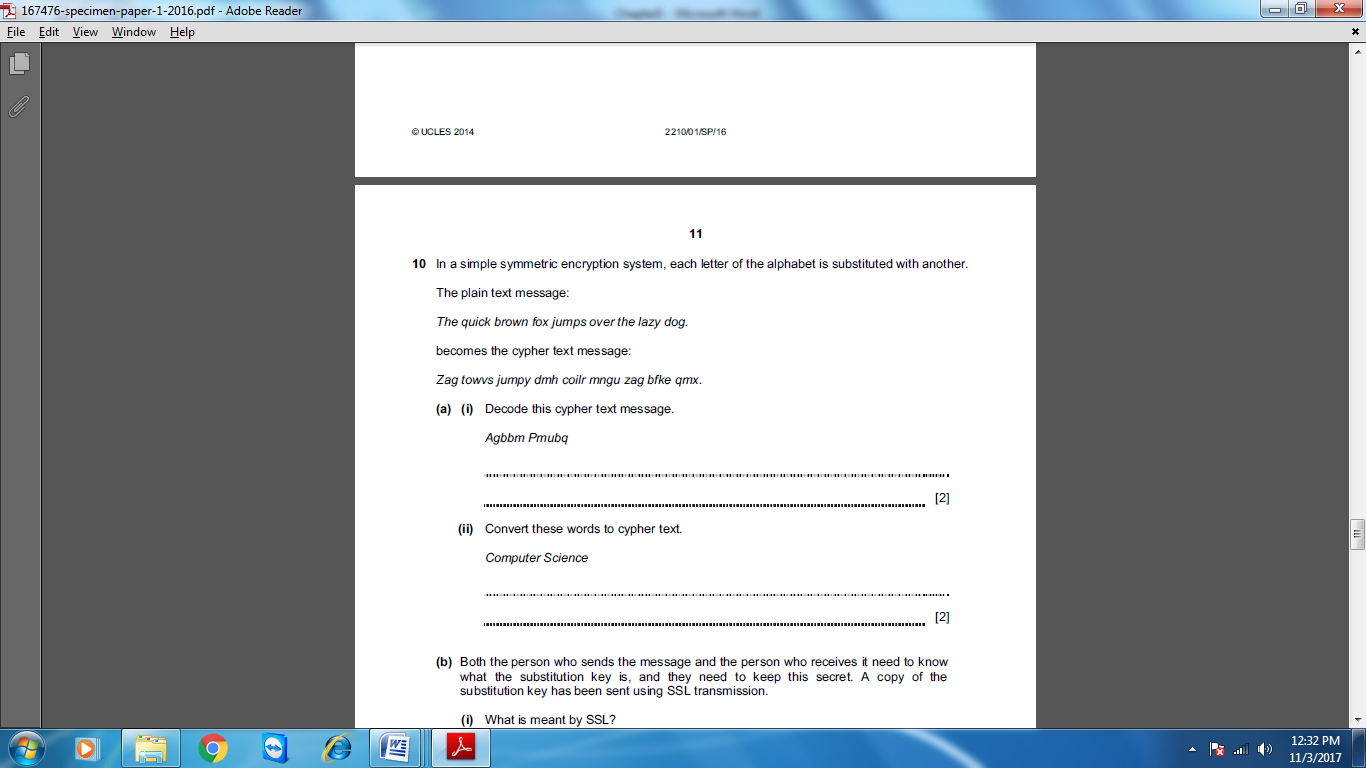 167476-specimen-paper-1-2016.pdf - Adobe Reader
File Edit View Window Help
© UCLES 2014 2210/01/SP/16
11
10 In a simple symmetric encryption system, each letter of the alphabet is substituted with another.
The plain text message:
The quick brown fox jumps over the lazy dog.
becomes the cypher text message:
Zag towvs jumpy dmh coilr mngu zag bfke qmx.
(a) (i) Decode this cypher text message.
Agbbm Pmubq
[2]
(ii) Convert these words to cypher text.
Computer Science
[2]
(b) Both the person who sends the message and the person who receives it need to know
what the substitution key is, and they need to keep this secret. A copy of the
substitution key has been sent using SSL transmission.
(i) What is meant by SSL?
12:32 PM
11/3/2017